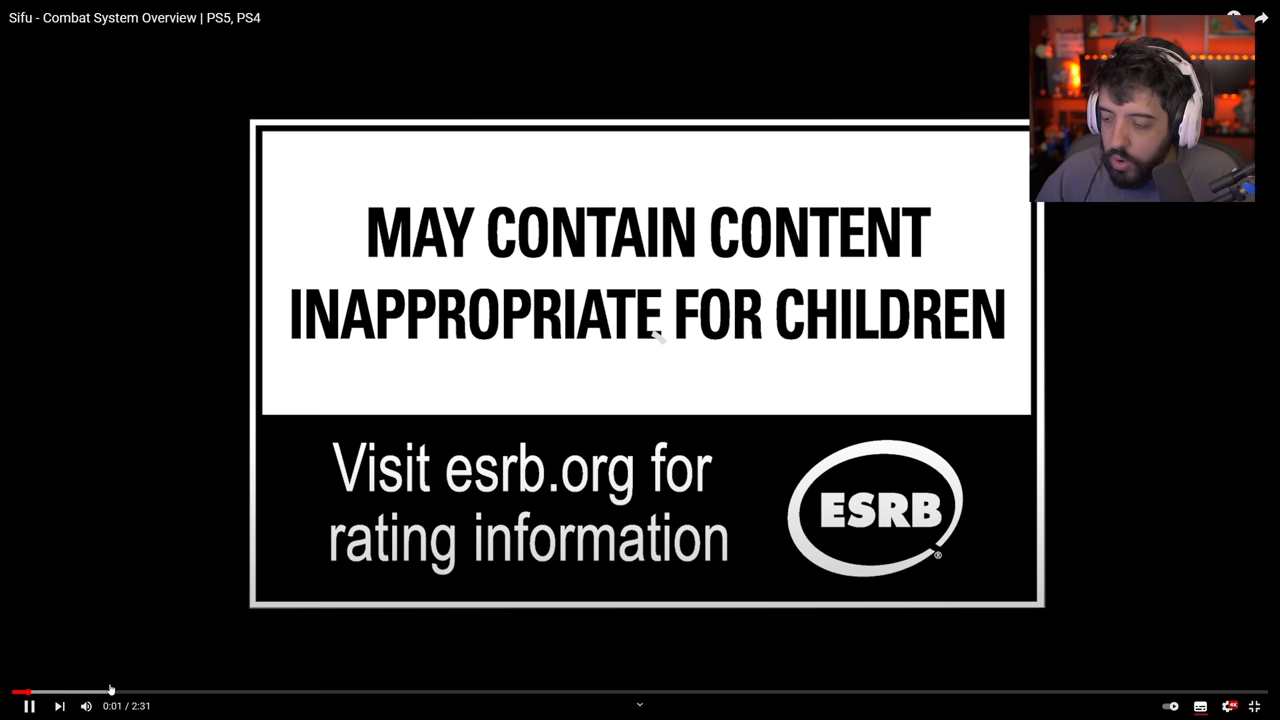 Sifu - Combat System Overview | PS5, PS4
MAY CONTAIN CONTENT
INAPPROPRIATE FOR CHILDREN
Visit esrb.org for
rating information
ESRB
®
0:01 / 2:31
4K